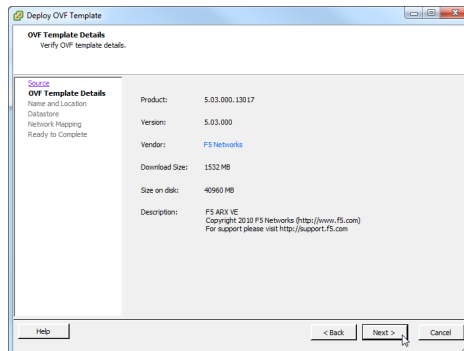 Deploy OVF Template
OVF Template Details
Verify OVF template details.
Source
OVF Template Details
Name and Location
Datastore
Network Mapping
Ready to Complete
Product: 5.03.000.13017
Version: 5.03.000
Vendor: F5 Networks
Download Size: 1532 MB
Size on disk: 40960 MB
Description: F5 ARX VE
Copyright 2010 F5 Networks (http://www.f5.com)
For support please visit http://support.f5.com
Help < Back Next > Cancel